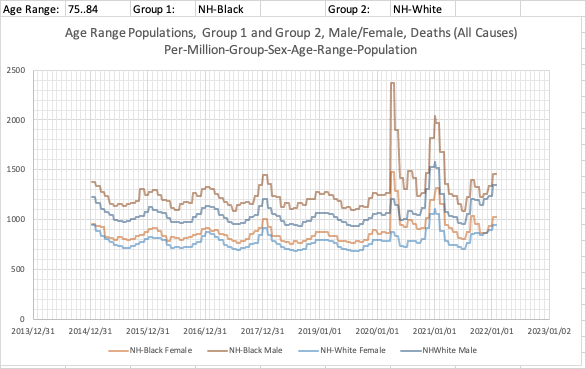 Age Range: 75..84 Group 1: NH-Black Group 2: NH-White
Age Range Populations, Group 1 and Group 2, Male/Female, Deaths (All Causes)
Per-Million-Group-Sex-Age-Range-Population
2500
2000
1500
1000
500
0
2013/12/31 2014/12/31 2015/12/31 2016/12/31 2017/12/31 2019/01/01 2020/01/01 2021/01/01 2022/01/01 2023/01/01
NH-Black Female NH-Black Male NH-White Female NHWhite Male